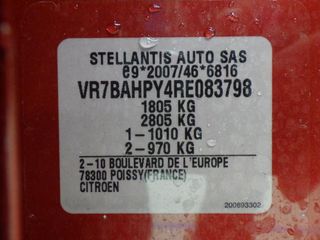 STELLANTIS AUTO SAS
e9*2007/46*6816
VR7BAHPY4RE083798
1805 KG
2805 KG
1-1010 KG
2-970 KG
2-10 BOULEVARD DE L'EUROPE
78300 POISSY(FRANCE)
CITROEN
200893302